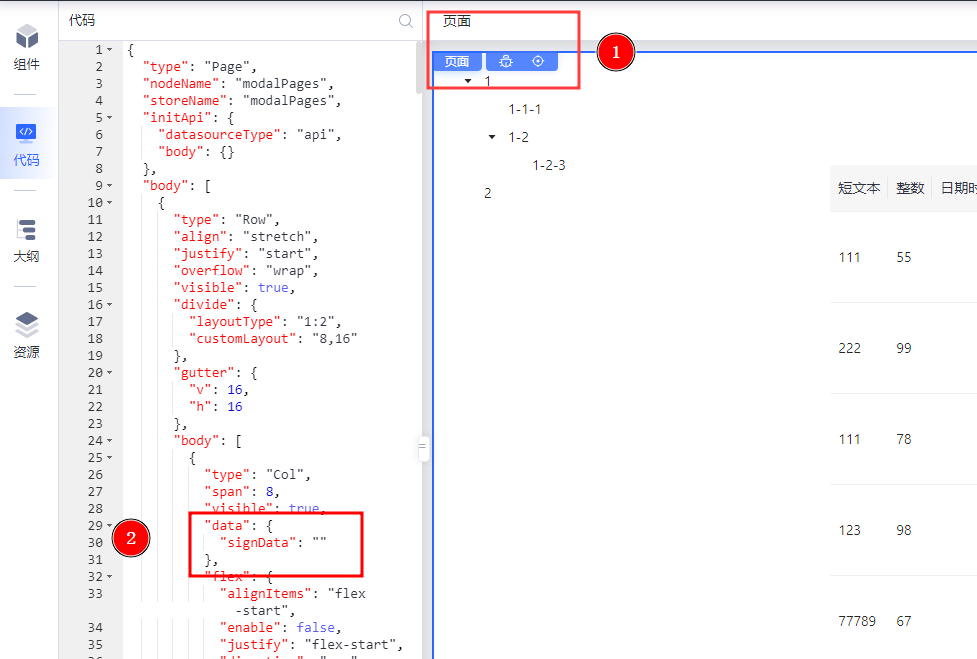 组件
代码
大纲
资源
代码
1 {
2 "type": "Page",
3 "nodeName": "modalPages",
4 "storeName": "modalPages",
5 "initApi": {
6 "datasourceType": "api",
7 "body": {}
8 },
9 "body": [
10 {
11 "type": "Row",
12 "align": "stretch",
13 "justify": "start",
14 "overflow": "wrap",
15 "visible": true,
16 "divide": {
17 "layoutType": "1:2",
18 "customLayout": "8,16"
19 },
20 "gutter": {
21 "v": 16,
22 "h": 16
23 },
24 "body": [
25 {
26 "type": "Col",
27 "span": 8,
28 "visible": true,
29 "data": {
30 "signData": ""
31 },
32 "flex": {
33 "alignItems": "flex
-start",
34 "enable": false,
35 "justify": "flex-start",
2
页面
页面
1
1
1-1-1
1-2
1-2-3
2
短文本 整数 日期时
111 55
222 99
111 78
123 98
77789 67